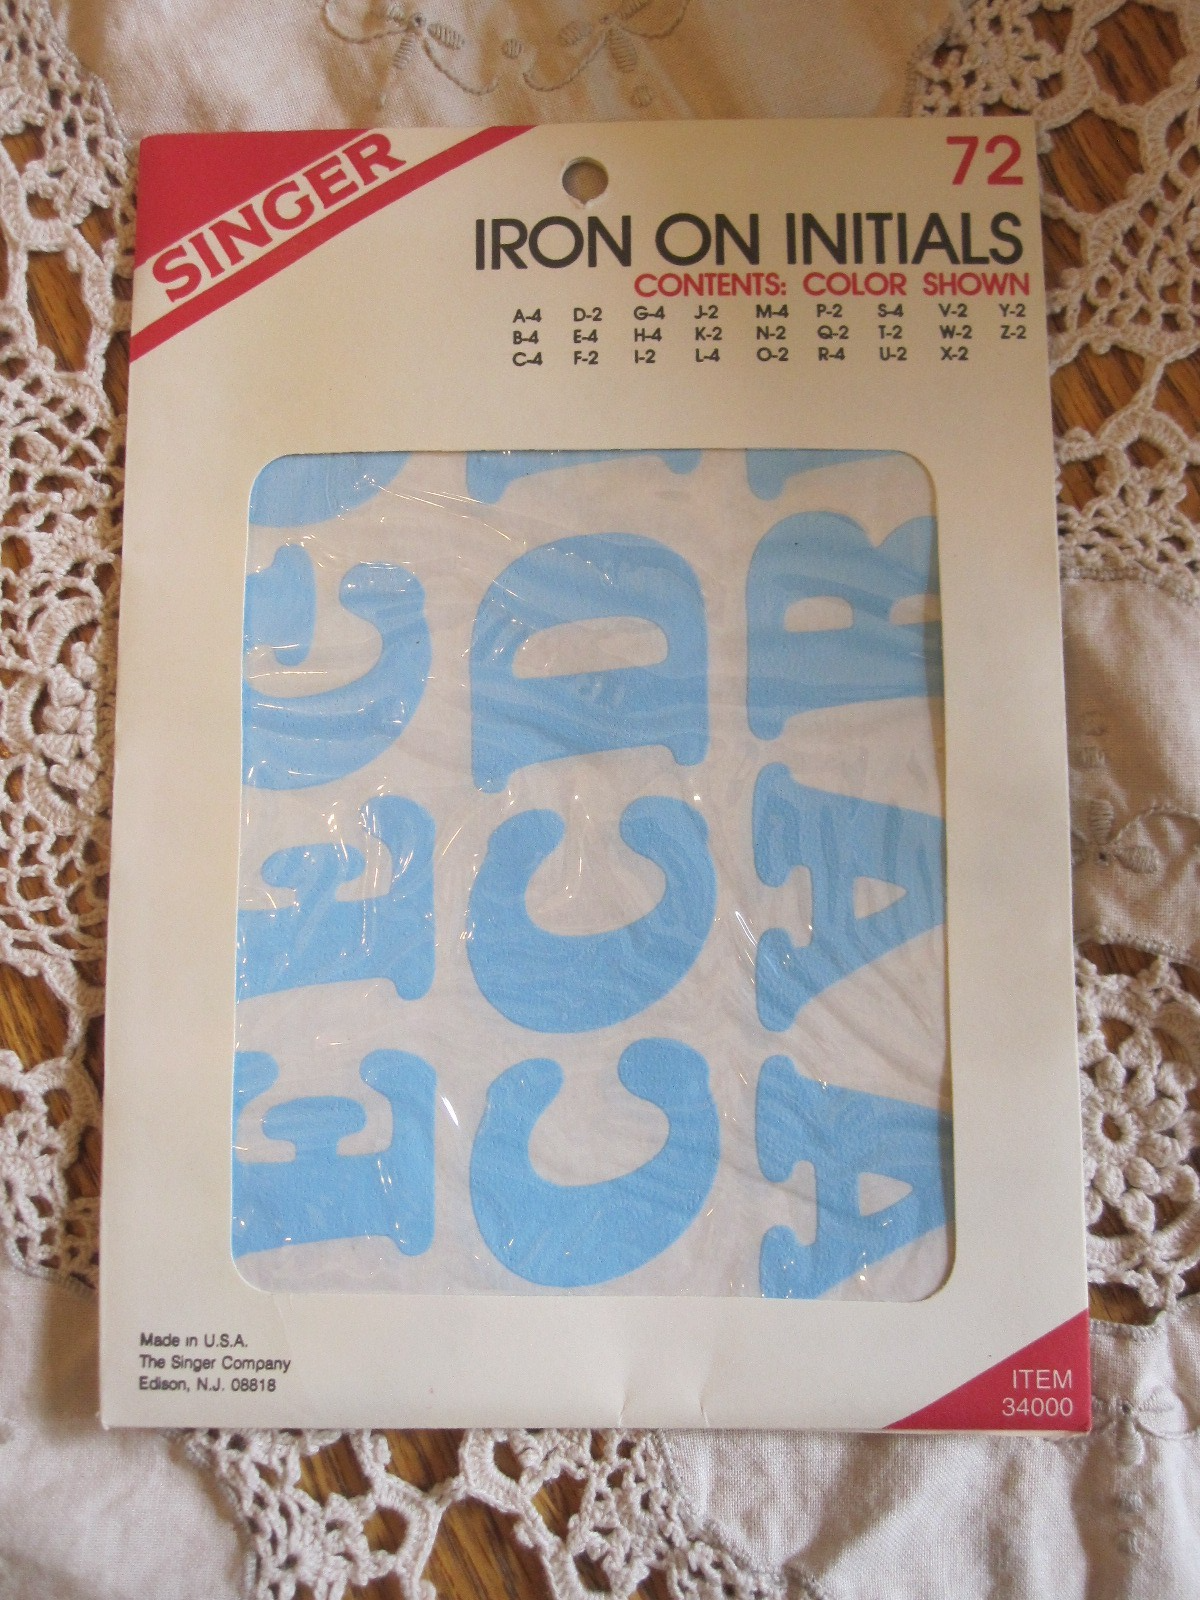 SINGER
72
IRON ON INITIALS
CONTENTS: COLOR SHOWN
A-4 D-2 G-4 J-2 M-4 P-2 S-4 V-2 Y-2
B-4 E-4 H-4 K-2 N-2 Q-2 T-2 W-2 Z-2
C-4 F-2 I-2 L-4 O-2 R-4 U-2 X-2
E E C
C C D
A A R
Made in U.S.A.
The Singer Company
Edison, N.J. 08818
ITEM
34000